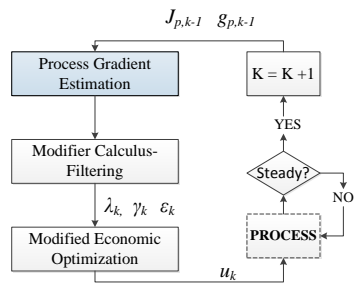 J_{p,k-1} g_{p,k-1}
Process Gradient
Estimation
K = K +1
YES
Modifier Calculus-
Filtering
Steady?
NO
λ_{k,} γ_k ε_k
Modified Economic
Optimization
PROCESS
u_k